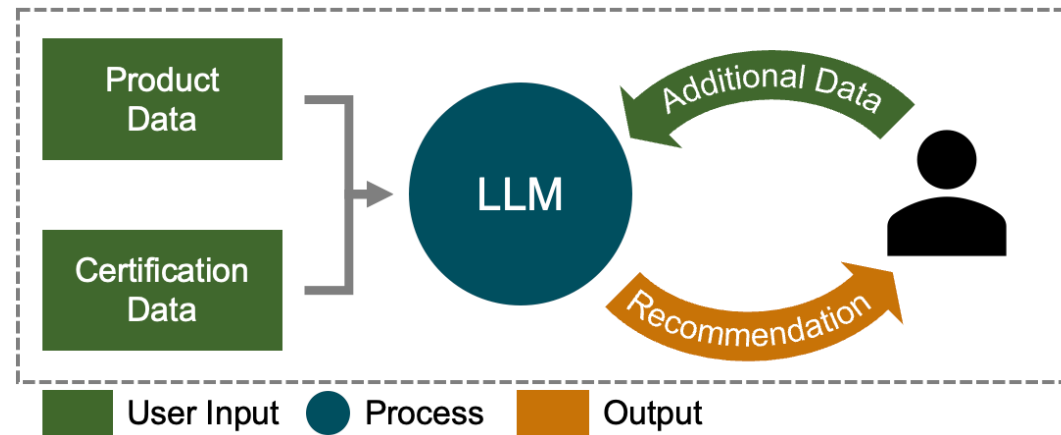 Product
Data
Certification
Data
LLM
Additional Data
Recommendation
User Input
Process
Output